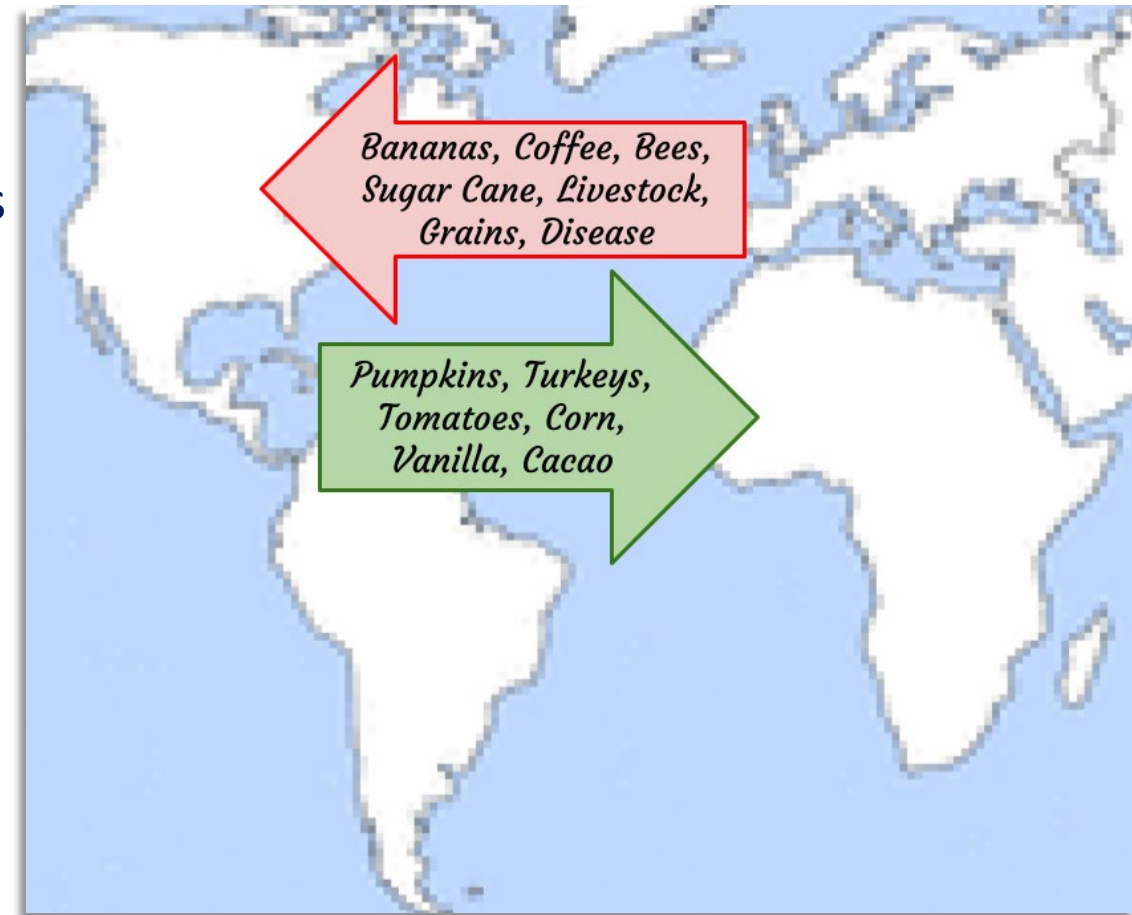 s
Bananas, Coffee, Bees,
Sugar Cane, Livestock,
Grains, Disease
Pumpkins, Turkeys,
Tomatoes, Corn,
Vanilla, Cacao